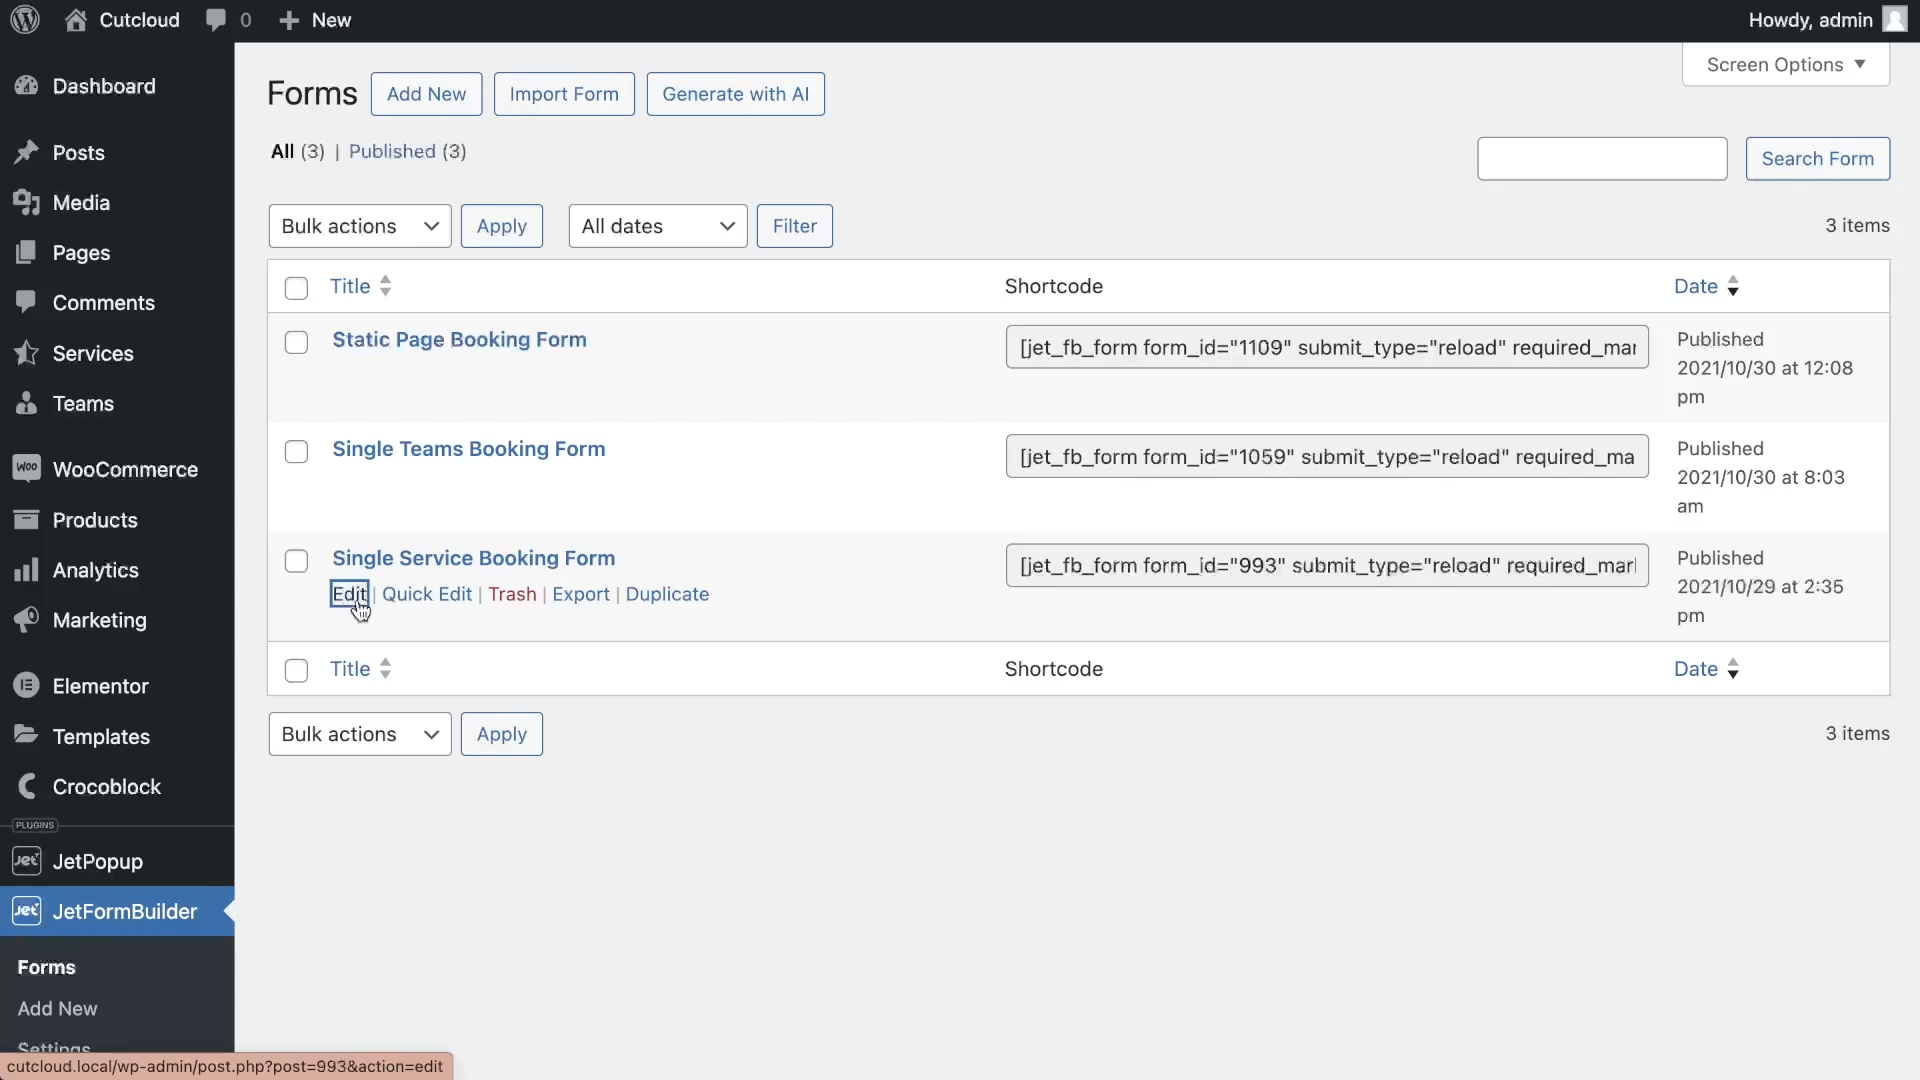 Cutcloud 0 New Howdy, admin
Dashboard
Posts
Media
Pages
Comments
Services
Teams
WOO WooCommerce
Products
Analytics
Marketing
Elementor
Templates
Crocoblock
PLUGINS
Jet JetPopup
Jet JetFormBuilder
Forms
Add New
Settings
Screen Options
Forms Add New Import Form Generate with AI
All (3) | Published (3)
Search Form
Bulk actions Apply All dates Filter 3 items
Title Shortcode Date
Static Page Booking Form [jet_fb_form form_id="1109" submit_type="reload" required_mar Published
2021/10/30 at 12:08
pm
Single Teams Booking Form [jet_fb_form form_id="1059" submit_type="reload" required_ma Published
2021/10/30 at 8:03
am
Single Service Booking Form [jet_fb_form form_id="993" submit_type="reload" required_mar Published
Edit | Quick Edit | Trash | Export | Duplicate 2021/10/29 at 2:35
pm
Title Shortcode Date
Bulk actions Apply 3 items
cutcloud.local/wp-admin/post.php?post=993&action=edit